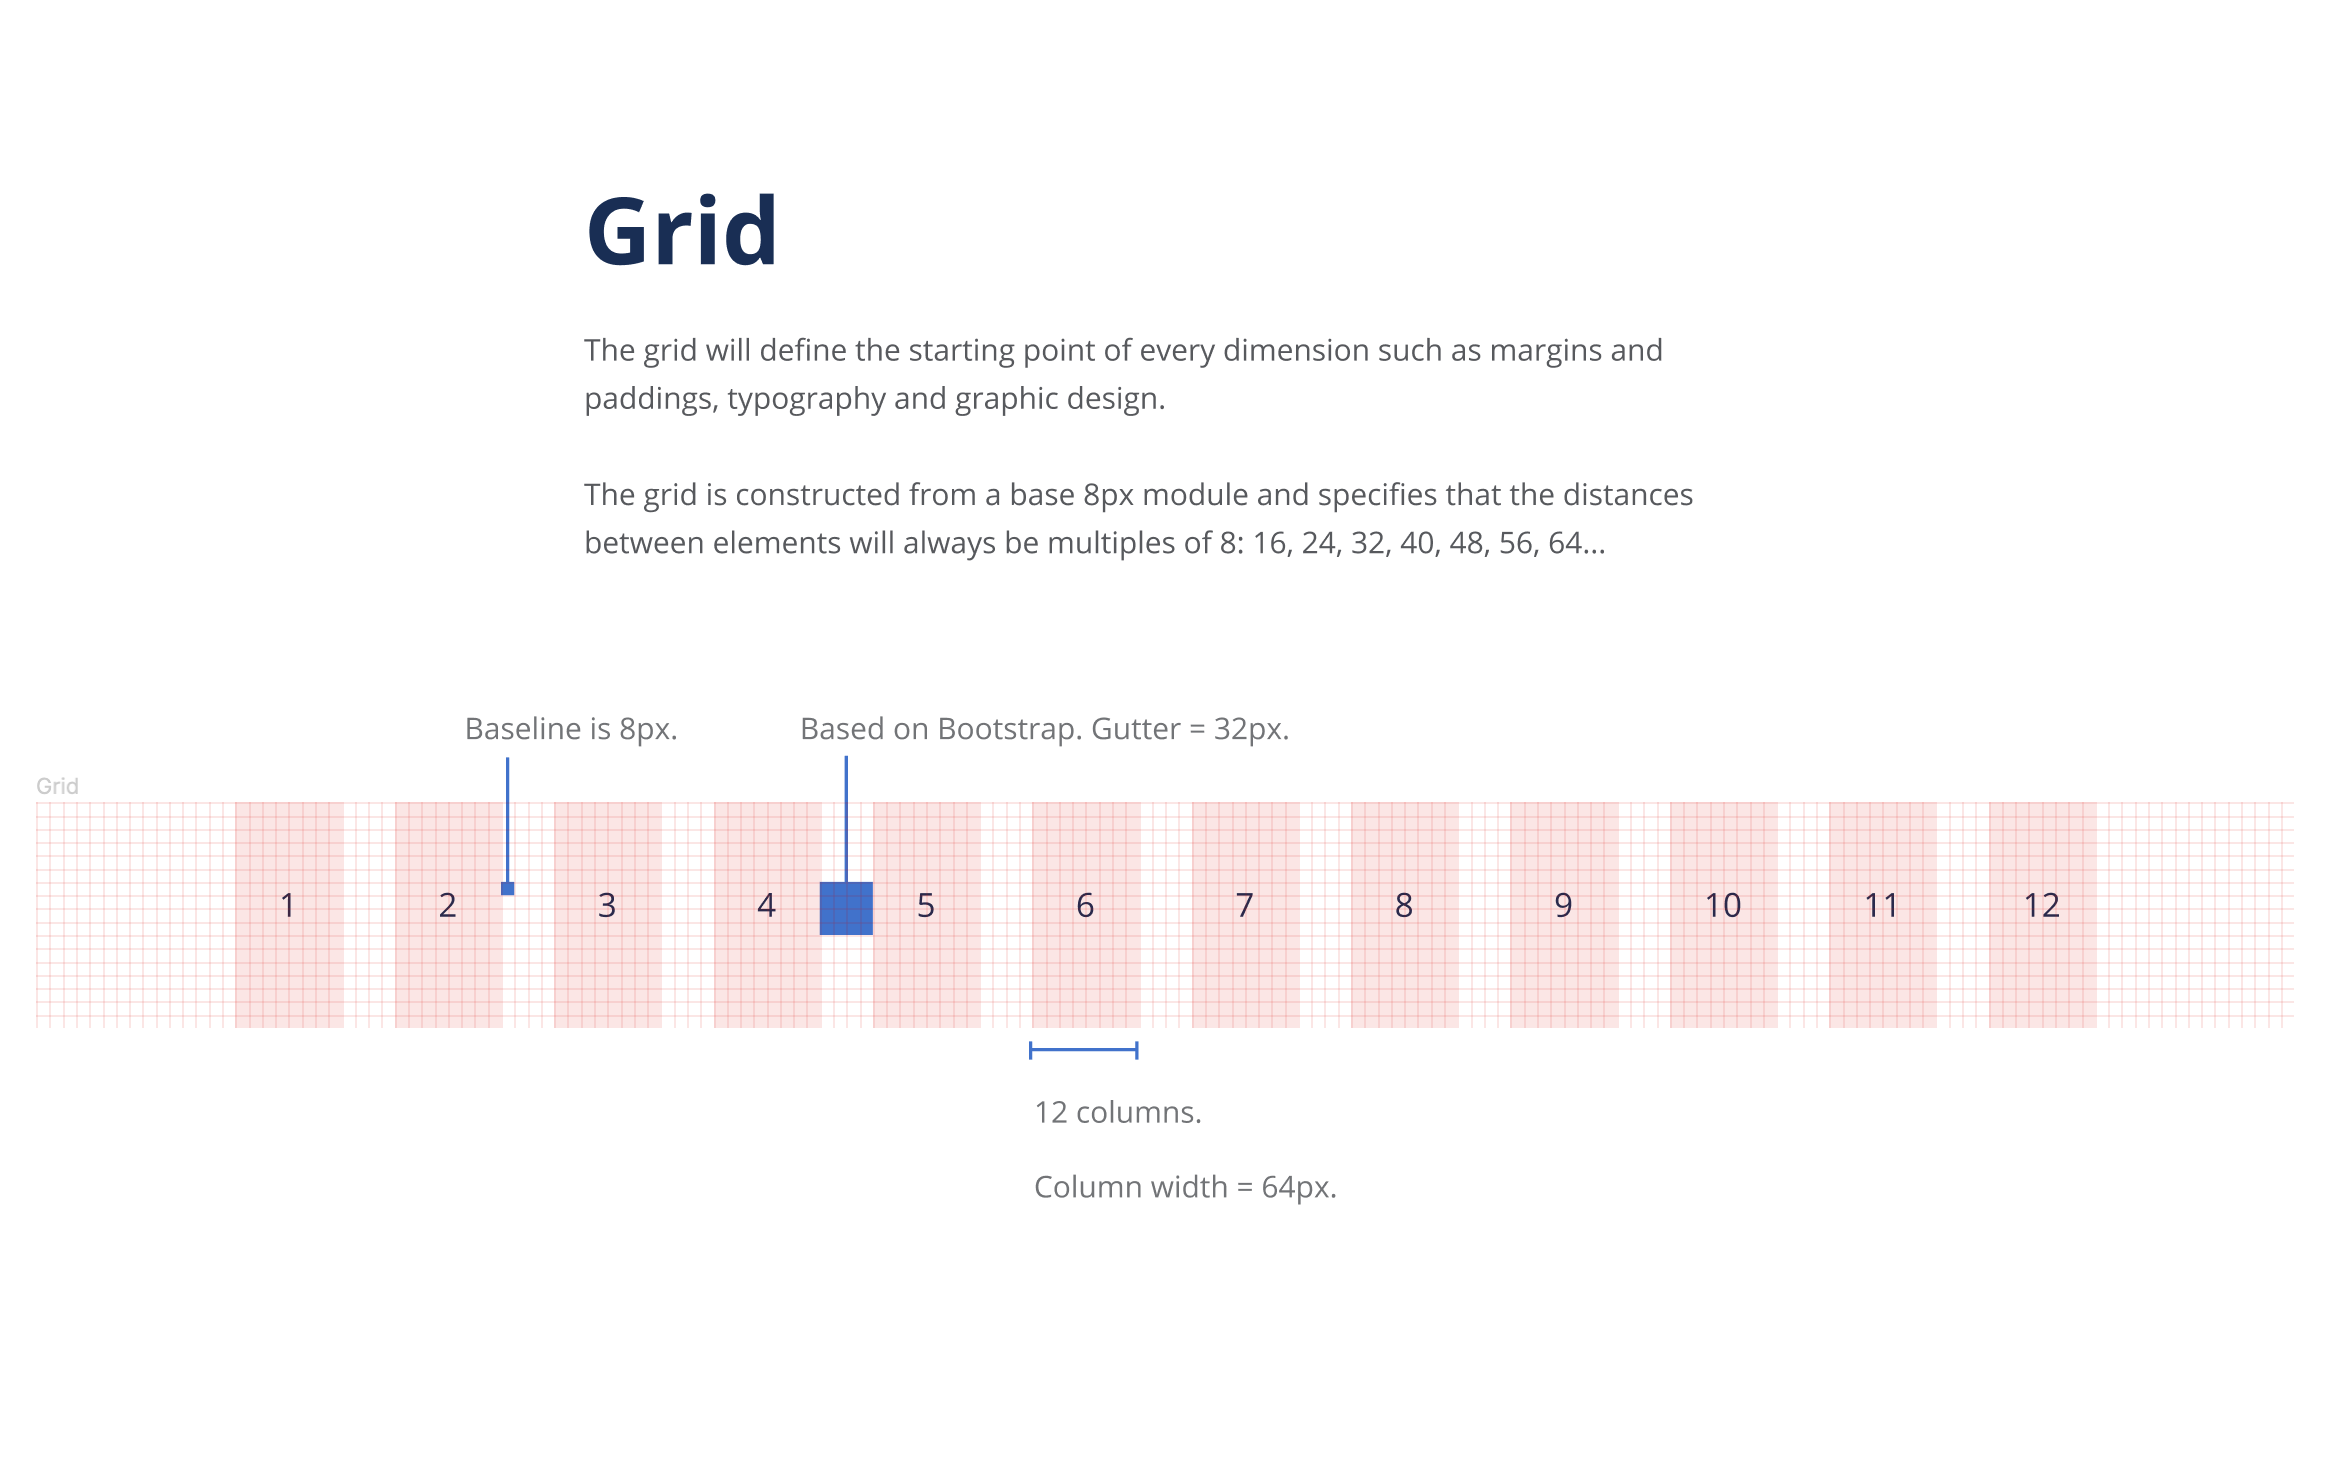 Grid
The grid will define the starting point of every dimension such as margins and
paddings, typography and graphic design.
The grid is constructed from a base 8px module and specifies that the distances
between elements will always be multiples of 8: 16, 24, 32, 40, 48, 56, 64...
Baseline is 8px.
Based on Bootstrap. Gutter = 32px.
Grid
1 2 3 4 5 6 7 8 9 10 11 12
12 columns.
Column width = 64px.